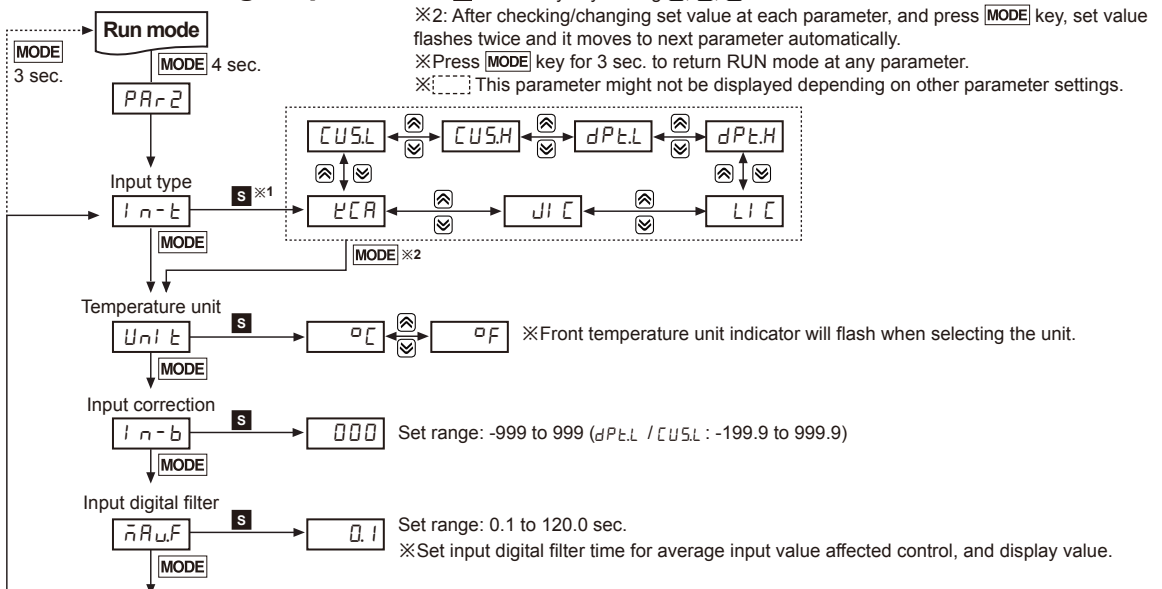 ※2: After checking/changing set value at each parameter, and press MODE key, set value
flashes twice and it moves to next parameter automatically.
※Press MODE key for 3 sec. to return RUN mode at any parameter.
※ This parameter might not be displayed depending on other parameter settings.
Run mode
MODE
3 sec.
MODE 4 sec.
PAr2
CUS.L CUS.H dPt.L dPt.H
Input type
In-t
S ※1
KCA JIC LIC
MODE
MODE ※2
Temperature unit
UnIt
S
°C °F ※Front temperature unit indicator will flash when selecting the unit.
MODE
Input correction
In-b
S
000 Set range: -999 to 999 (dPt.L / CUS.L : -199.9 to 999.9)
MODE
Input digital filter
MAv.F
S
0.1 Set range: 0.1 to 120.0 sec.
※Set input digital filter time for average input value affected control, and display value.
MODE